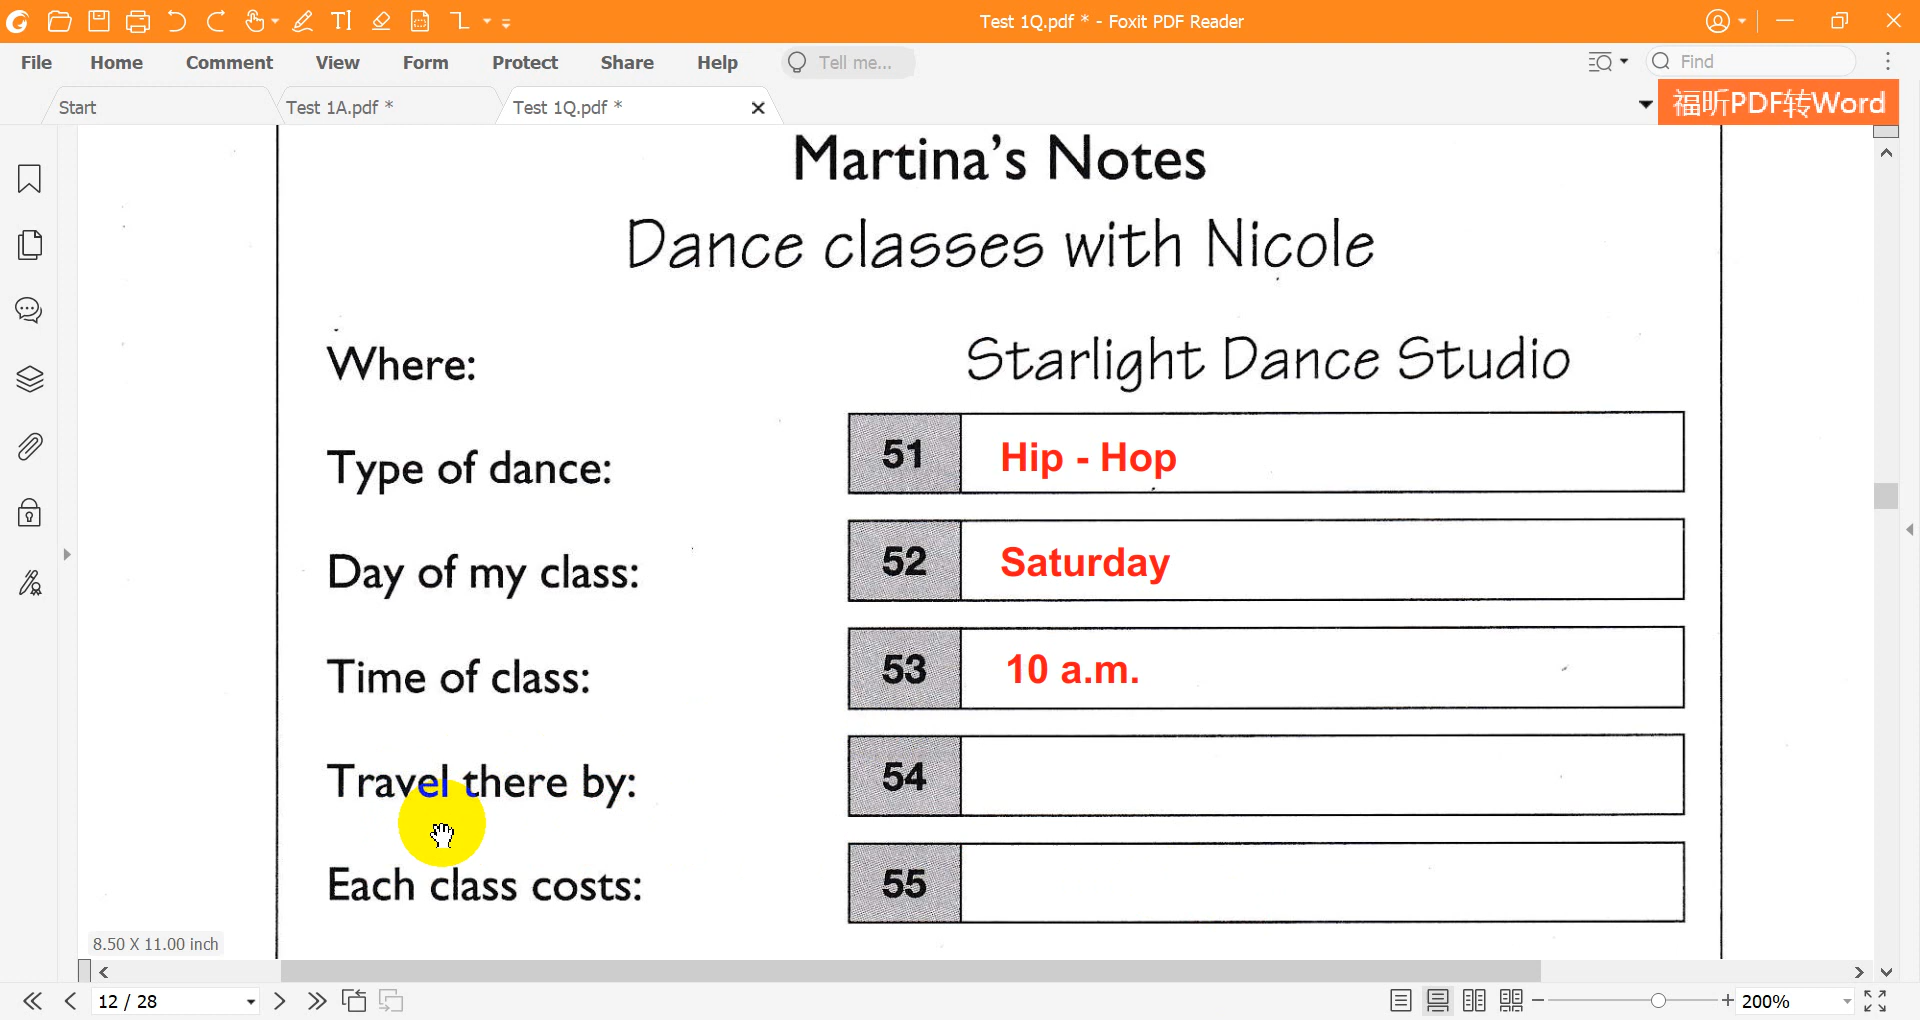 Test 1Q.pdf * - Foxit PDF Reader
File Home Comment View Form Protect Share Help Tell me... Find
Start Test 1A.pdf * Test 1Q.pdf * 福昕PDF转Word
Martina's Notes
Dance classes with Nicole
Where: Starlight Dance Studio
Type of dance: 51 Hip - Hop
Day of my class: 52 Saturday
Time of class: 53 10 a.m.
Travel there by: 54
Each class costs: 55
8.50 X 11.00 inch
12 / 28 200%